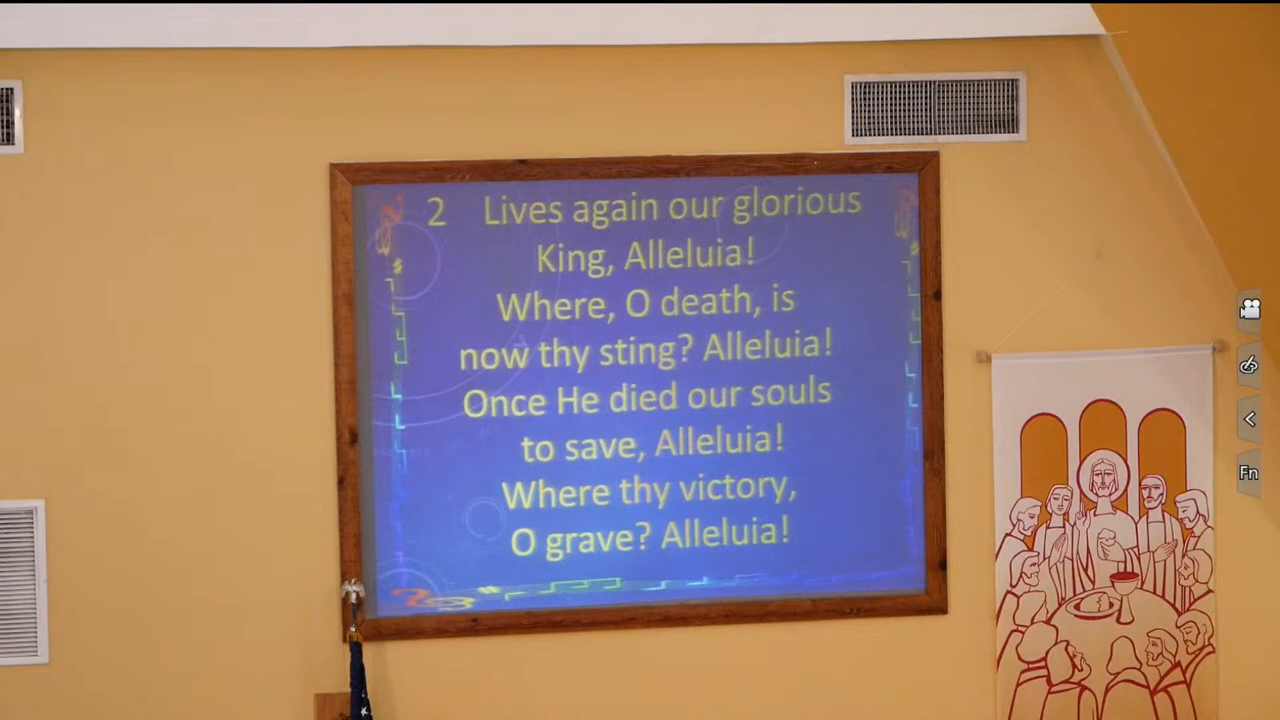 2 Lives again our glorious
King, Alleluia!
Where, O death, is
now thy sting? Alleluia!
Once He died our souls
to save, Alleluia!
Where thy victory,
O grave? Alleluia!
Fn